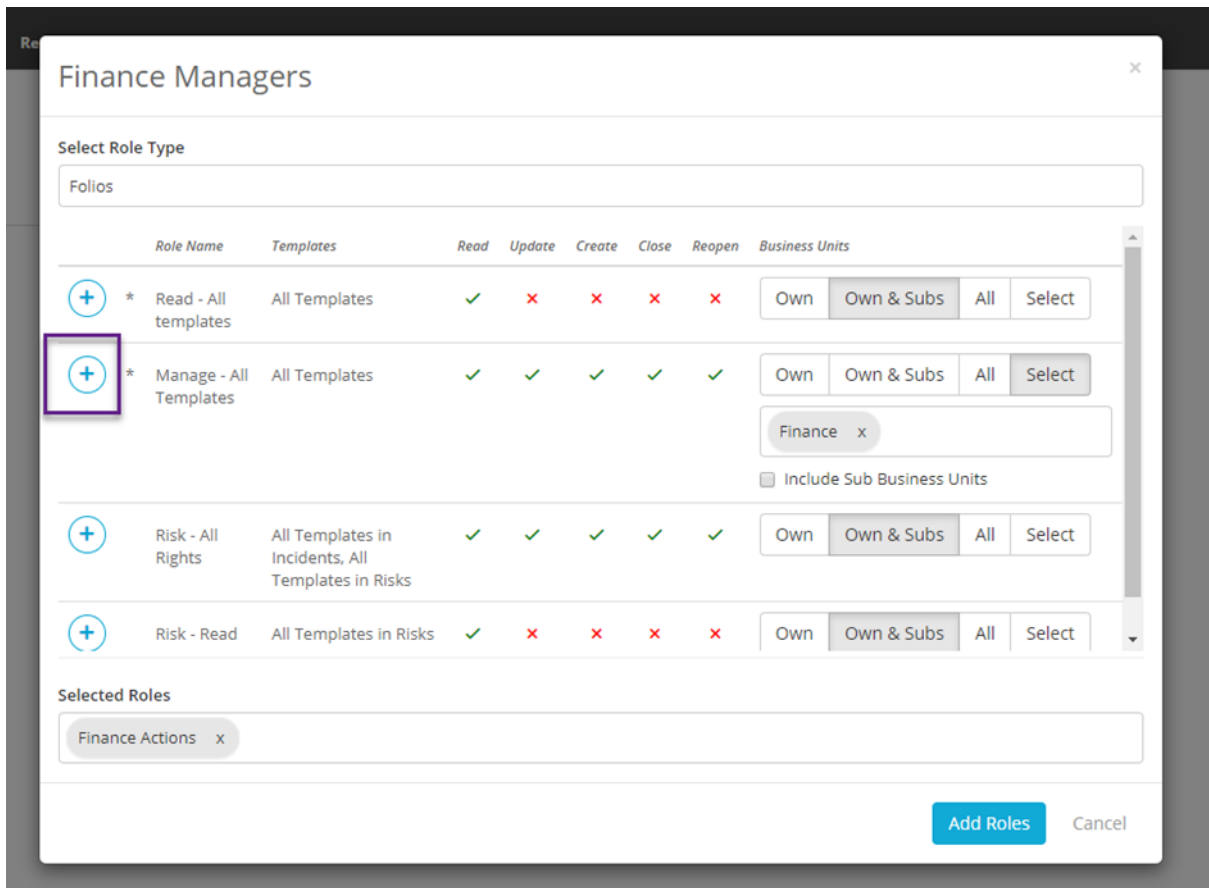 Re
Finance Managers ×
Select Role Type
Folios
Role Name Templates Read Update Create Close Reopen Business Units
+ * Read - All All Templates ✓ × × × × Own Own & Subs All Select
templates
+ * Manage - All All Templates ✓ ✓ ✓ ✓ ✓ Own Own & Subs All Select
Templates
Finance x
Include Sub Business Units
+ Risk - All All Templates in ✓ ✓ ✓ ✓ ✓ Own Own & Subs All Select
Rights Incidents, All
Templates in Risks
+ Risk - Read All Templates in Risks ✓ × × × × Own Own & Subs All Select
Selected Roles
Finance Actions x
Add Roles Cancel